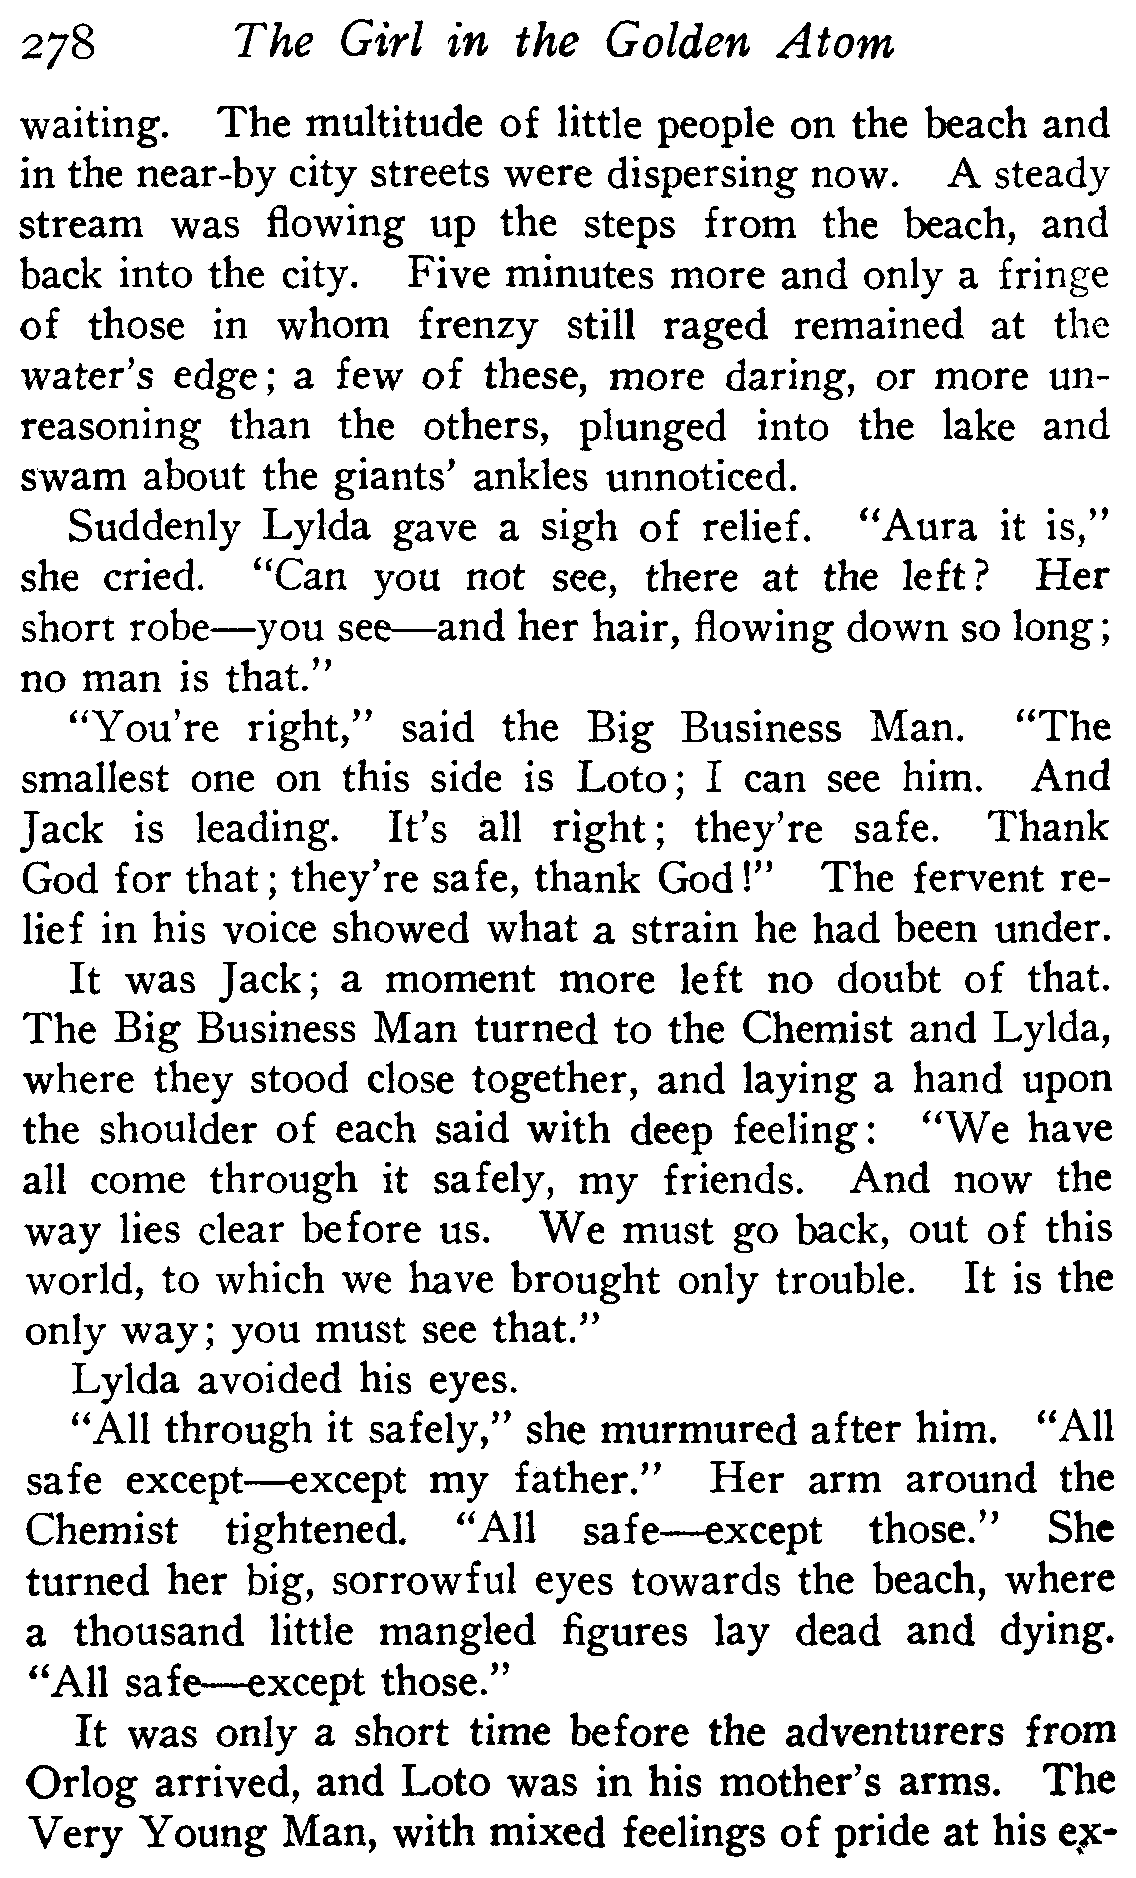 278 The Girl in the Golden Atom
waiting. The multitude of little people on the beach and
in the near-by city streets were dispersing now. A steady
stream was flowing up the steps from the beach, and
back into the city. Five minutes more and only a fringe
of those in whom frenzy still raged remained at the
water's edge; a few of these, more daring, or more un-
reasoning than the others, plunged into the lake and
swam about the giants' ankles unnoticed.
Suddenly Lylda gave a sigh of relief. "Aura it is,"
she cried. "Can you not see, there at the left? Her
short robe—you see—and her hair, flowing down so long;
no man is that."
"You're right," said the Big Business Man. "The
smallest one on this side is Loto; I can see him. And
Jack is leading. It's all right; they're safe. Thank
God for that; they're safe, thank God!" The fervent re-
lief in his voice showed what a strain he had been under.
It was Jack; a moment more left no doubt of that.
The Big Business Man turned to the Chemist and Lylda,
where they stood close together, and laying a hand upon
the shoulder of each said with deep feeling: "We have
all come through it safely, my friends. And now the
way lies clear before us. We must go back, out of this
world, to which we have brought only trouble. It is the
only way; you must see that."
Lylda avoided his eyes.
"All through it safely," she murmured after him. "All
safe except—except my father." Her arm around the
Chemist tightened. "All safe—except those." She
turned her big, sorrowful eyes towards the beach, where
a thousand little mangled figures lay dead and dying.
"All safe—except those."
It was only a short time before the adventurers from
Orlog arrived, and Loto was in his mother's arms. The
Very Young Man, with mixed feelings of pride at his ex-